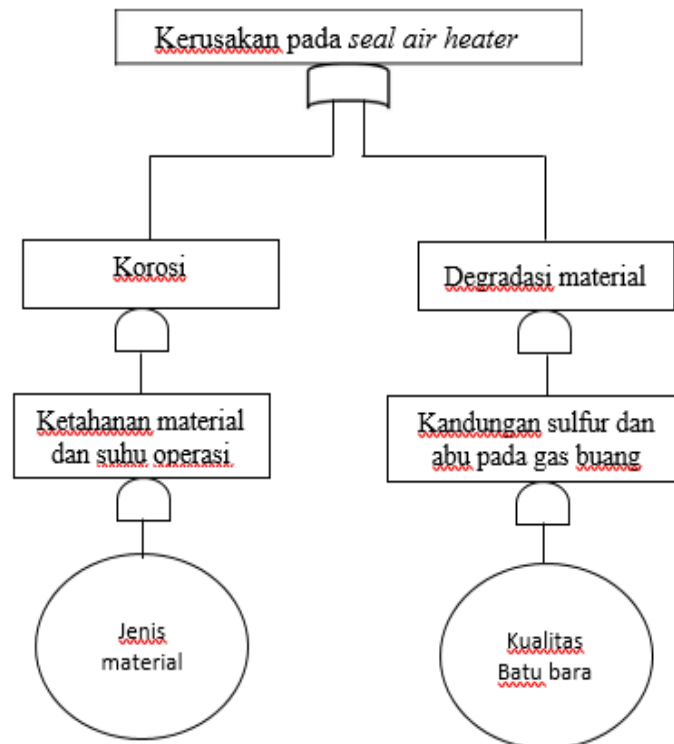 Kerusakan pada seal air heater
Korosi
Degradasi material
Ketahanan material
dan suhu operasi
Kandungan sulfur dan
abu pada gas buang
Jenis
material
Kualitas
Batu bara